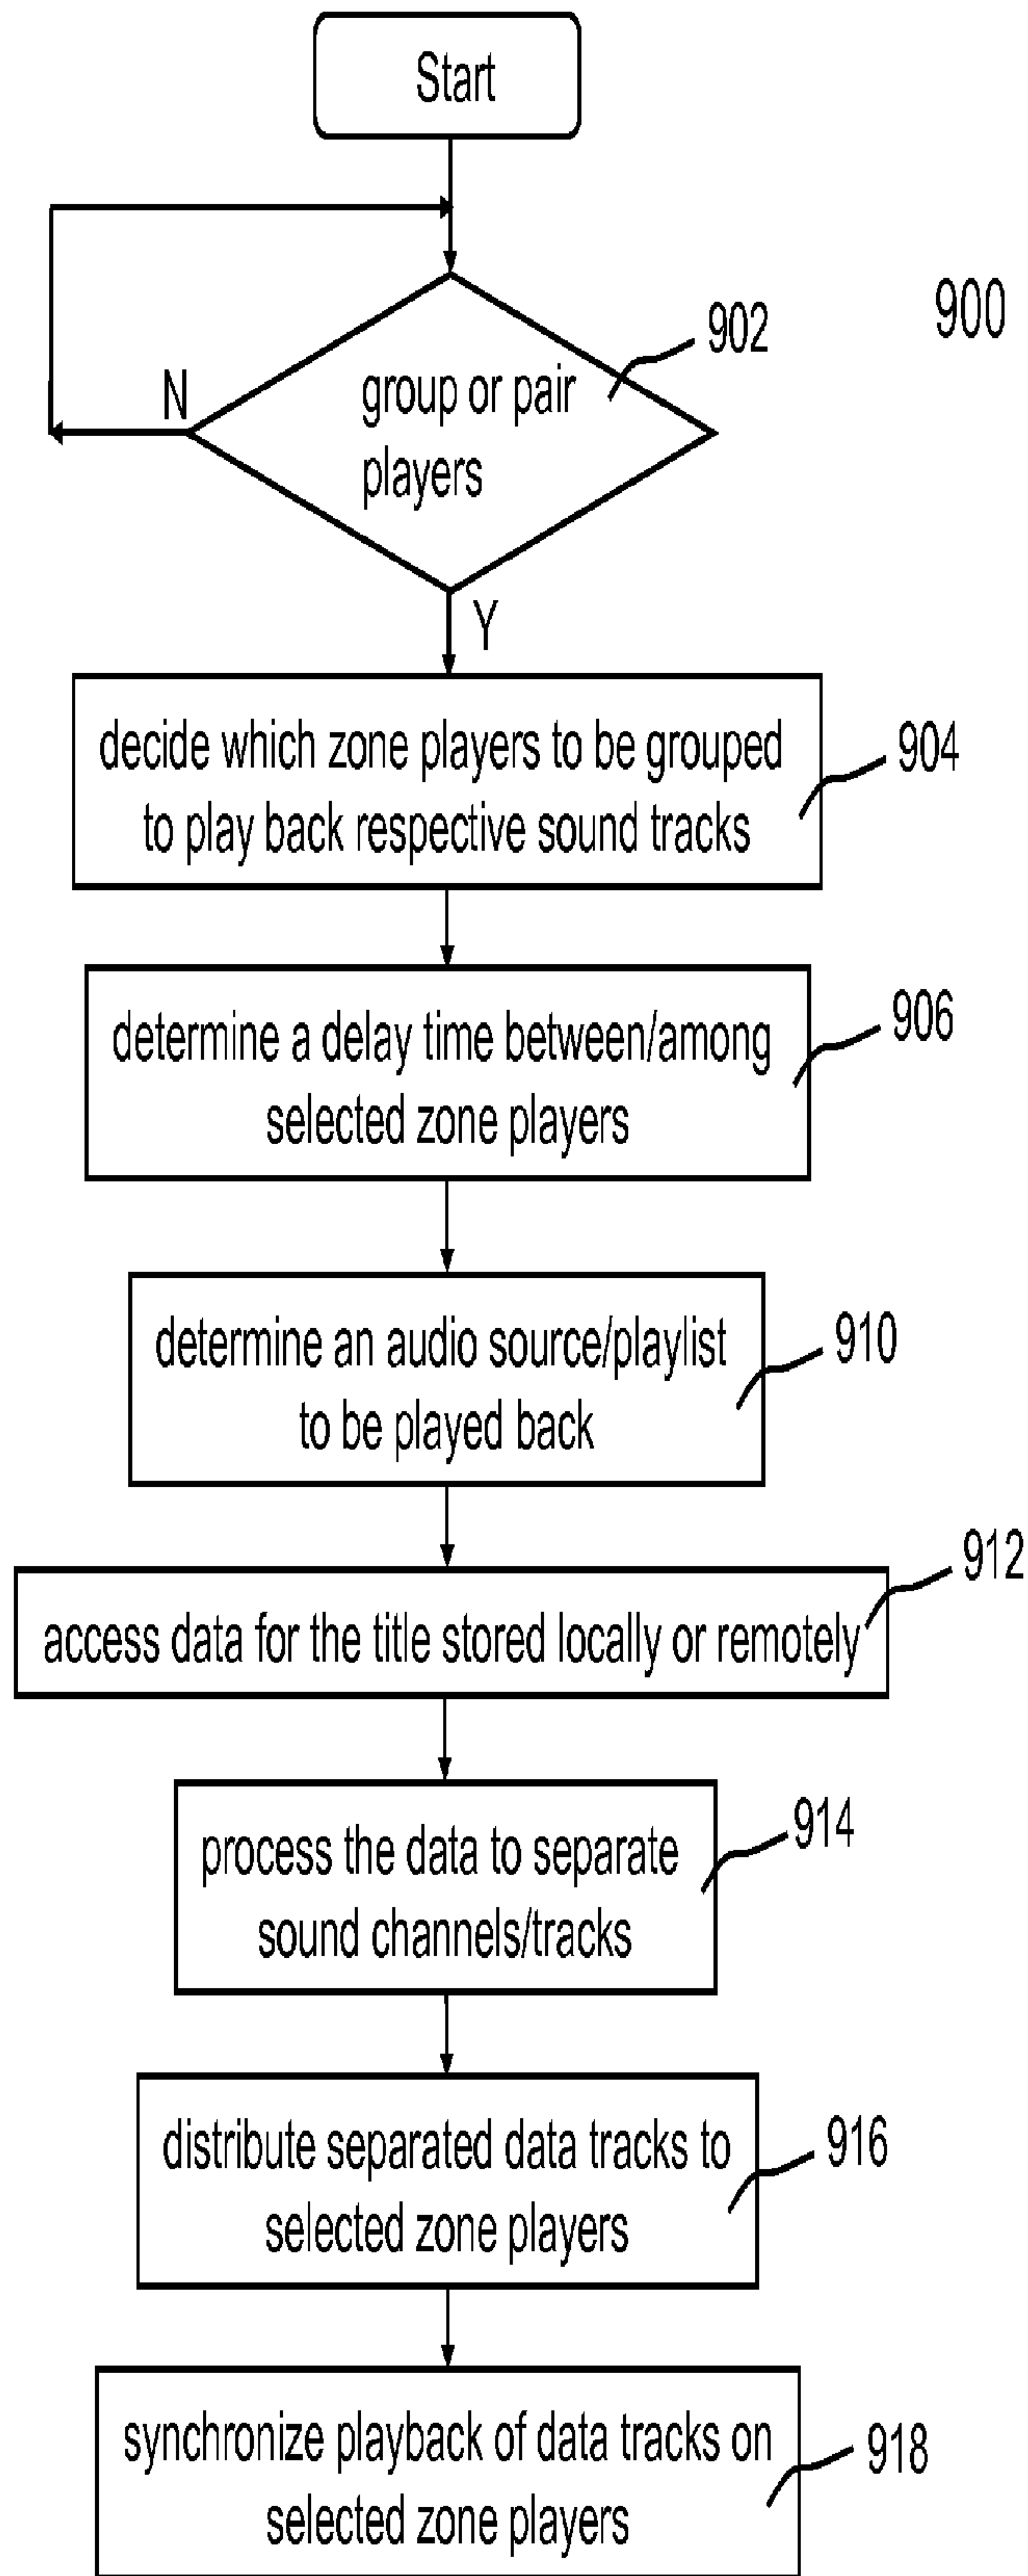 Start
900
902
group or pair
players
N
Y
decide which zone players to be grouped
to play back respective sound tracks
904
determine a delay time between/among
selected zone players
906
determine an audio source/playlist
to be played back
910
access data for the title stored locally or remotely
912
process the data to separate
sound channels/tracks
914
distribute separated data tracks to
selected zone players
916
synchronize playback of data tracks on
selected zone players
918